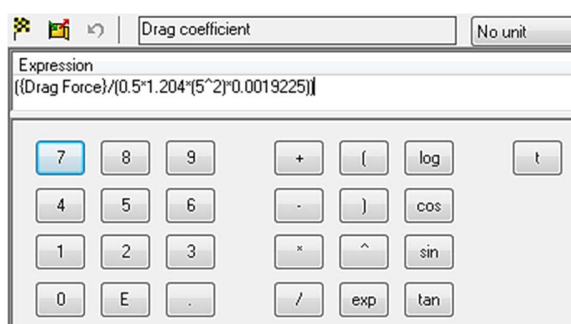 Drag coefficient No unit
Expression
({Drag Force}/(0.5*1.204*(5^2)*0.0019225))
7 8 9 + ( log t
4 5 6 - ) cos
1 2 3 * ^ sin
0 E . / exp tan